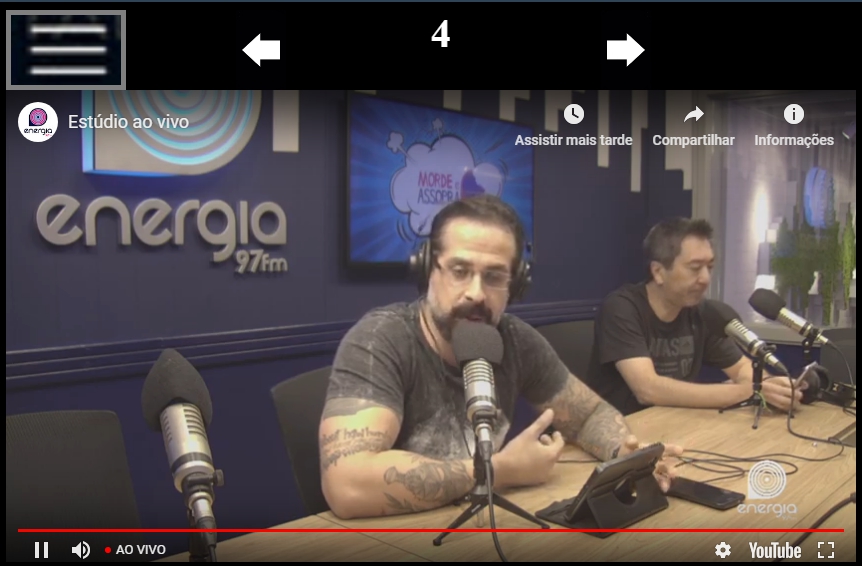 4
Estúdio ao vivo
Assistir mais tarde
Compartilhar
Informações
energia
MORDE
ASSOPRA
energia
97fm
energia
AO VIVO
YouTube